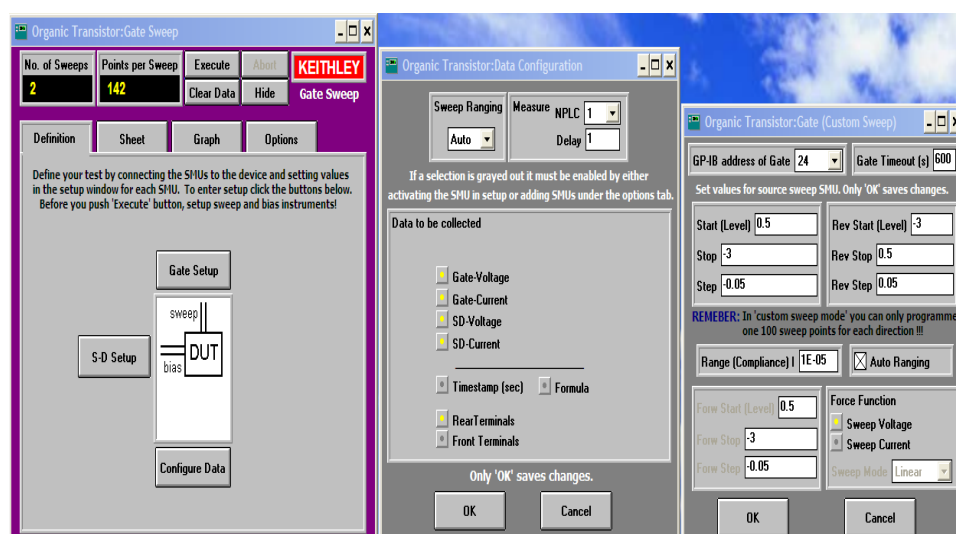 Organic Transistor:Gate Sweep
No. of Sweeps
2
Points per Sweep
142
Execute
Abort
Clear Data
Hide
KEITHLEY
Gate Sweep
Definition
Sheet
Graph
Options
Define your test by connecting the SMUs to the device and setting values
in the setup window for each SMU. To enter setup click the buttons below.
Before you push 'Execute' button, setup sweep and bias instruments!
Gate Setup
sweep
S-D Setup
DUT
bias
Configure Data
Organic Transistor:Data Configuration
Sweep Ranging
Auto
Measure
NPLC 1
Delay 1
If a selection is grayed out it must be enabled by either
activating the SMU in setup or adding SMUs under the options tab.
Data to be collected
Gate-Voltage
Gate-Current
SD-Voltage
SD-Current
Timestamp (sec)
Formula
RearTerminals
Front Terminals
Only 'OK' saves changes.
OK
Cancel
Organic Transistor:Gate (Custom Sweep)
GP-IB address of Gate 24
Gate Timeout (s) 600
Set values for source sweep SMU. Only 'OK' saves changes.
Start (Level) 0.5
Stop -3
Step -0.05
Rev Start (Level) -3
Rev Stop 0.5
Rev Step 0.05
REMEBER: In 'custom sweep mode' you can only programme
one 100 sweep points for each direction !!!
Range (Compliance) I 1E-05
Auto Ranging
Forw Start (Level) 0.5
Forw Stop -3
Forw Step -0.05
Force Function
Sweep Voltage
Sweep Current
Sweep Mode Linear
OK
Cancel